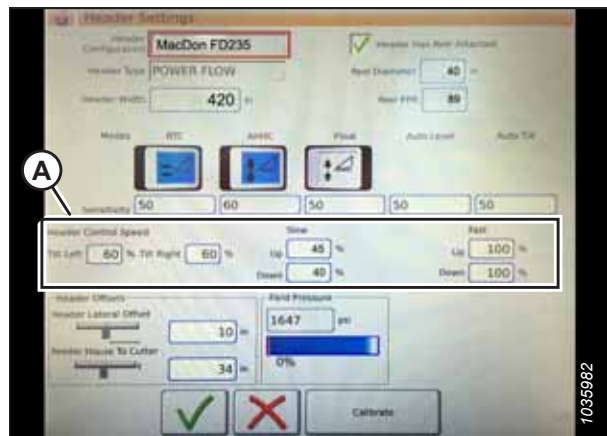 Header Settings
Header Configuration MacDon FD235 Header Has Reel Attached
Header Type POWER FLOW Reel Diameter 40 in
Header Width 420 in Reel PPR 89
Modes RTC AHHC Float Auto Level Auto Tilt
Sensitivity 50 60 50 50 50
A
Header Control Speed Slow Fast
Tilt Left 60 % Tilt Right 60 % Up 45 % Up 100 %
Down 40 % Down 100 %
Header Offsets Field Pressure
Header Lateral Offset 10 in 1647 psi
Feeder House To Cutter 34 in 0%
Calibrate
1035982